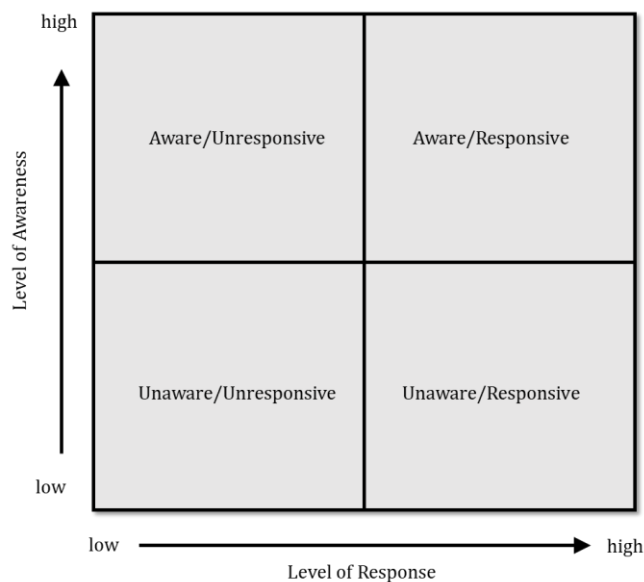 high
Aware/Unresponsive
Aware/Responsive
Level of Awareness
Unaware/Unresponsive
Unaware/Responsive
low
low
high
Level of Response